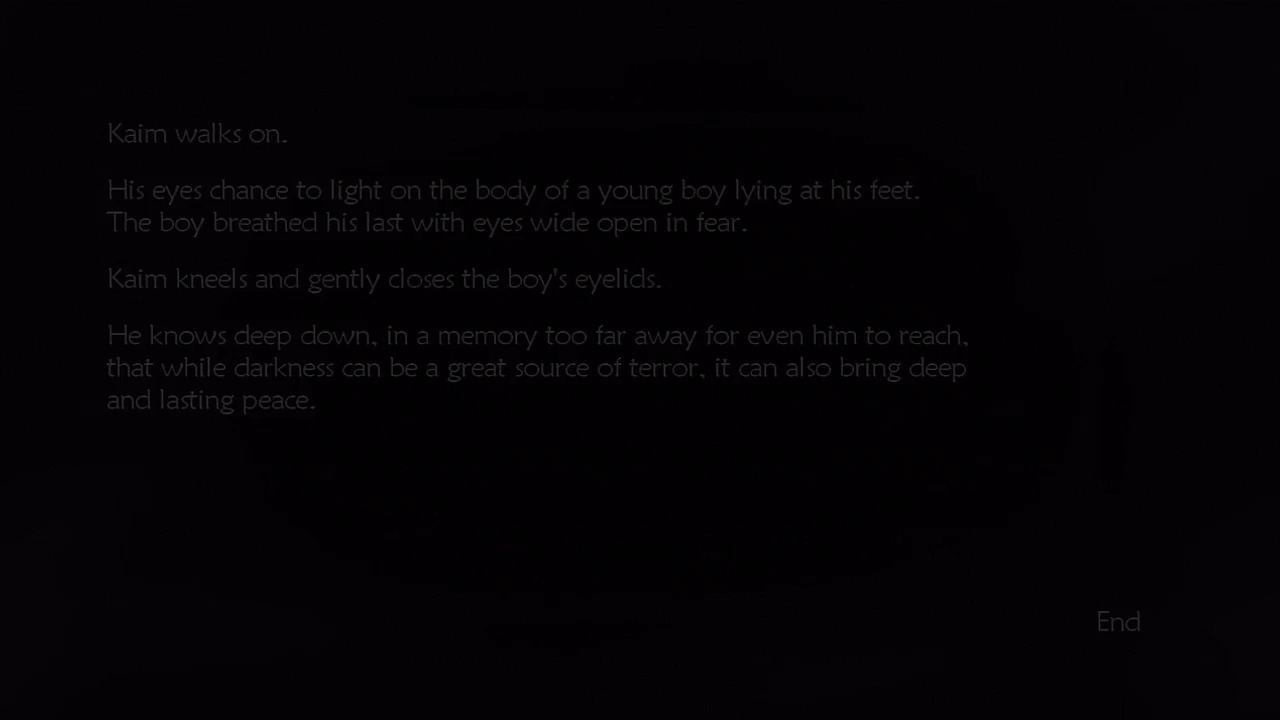 Kaim walks on.
His eyes chance to light on the body of a young boy lying at his feet.
The boy breathed his last with eyes wide open in fear.
Kaim kneels and gently closes the boy's eyelids.
He knows deep down, in a memory too far away for even him to reach,
that while darkness can be a great source of terror, it can also bring deep
and lasting peace.
End